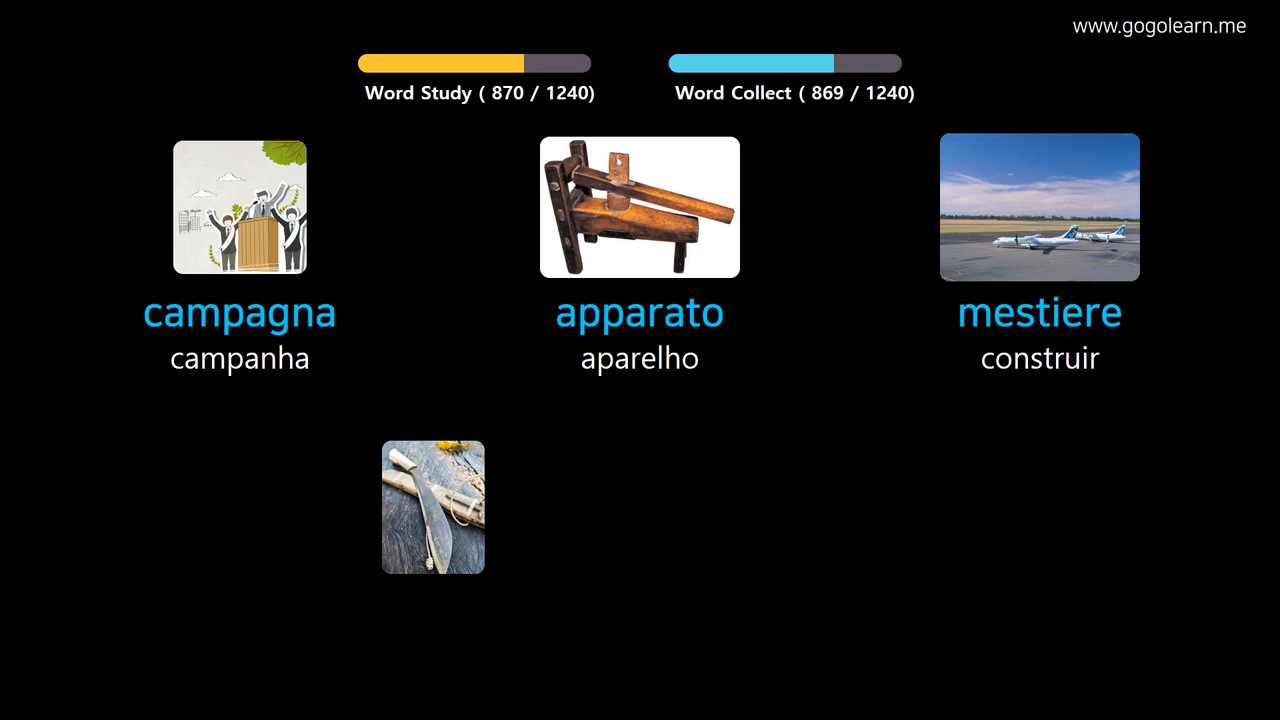 www.gogolearn.me
Word Study ( 870 / 1240)
Word Collect ( 869 / 1240)
campagna
apparato
mestiere
campanha
aparelho
construir